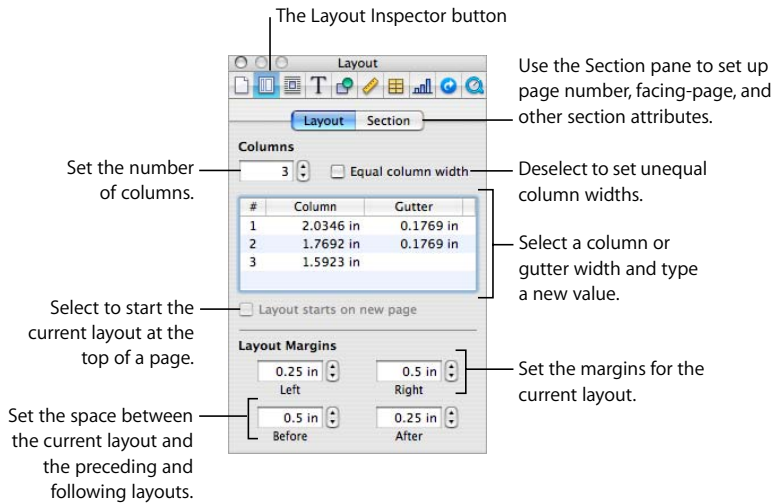 The Layout Inspector button
Layout
T
Use the Section pane to set up
page number, facing-page, and
other section attributes.
Layout Section
Columns
Set the number
of columns.
3 Equal column width
Deselect to set unequal
column widths.
# Column Gutter
1 2.0346 in 0.1769 in
2 1.7692 in 0.1769 in
3 1.5923 in
Select a column or
gutter width and type
a new value.
Select to start the
current layout at the
top of a page.
Layout starts on new page
Layout Margins
0.25 in 0.5 in
Left Right
Set the margins for the
current layout.
Set the space between
the current layout and
the preceding and
following layouts.
0.5 in 0.25 in
Before After